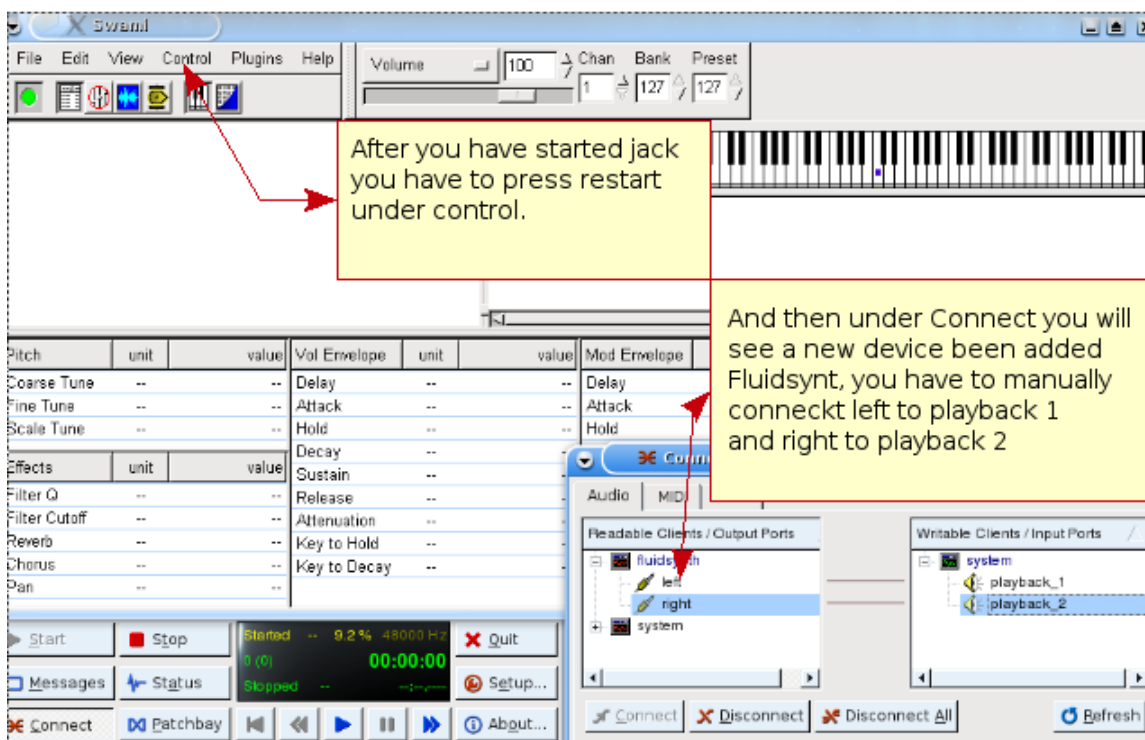 Swami
File Edit View Control Plugins Help
Volume 100 Chan Bank Preset
1 127 127
After you have started jack
you have to press restart
under control.
And then under Connect you will
see a new device been added
Fluidsynt, you have to manually
conneckt left to playback 1
and right to playback 2
Pitch unit value Vol Envelope unit value Mod Envelope
Coarse Tune -- -- Delay -- -- Delay
Fine Tune -- -- Attack -- -- Attack
Scale Tune -- -- Hold -- -- Hold
Decay --
Effects unit value Sustain --
Filter Q -- -- Release --
Filter Cutoff -- -- Attenuation --
Reverb -- -- Key to Hold --
Chorus -- -- Key to Decay --
Pan -- --
Audio MIDI
Readable Clients / Output Ports Writable Clients / Input Ports
fluidsynth system
left playback_1
right playback_2
system
Start Stop Started -- 9.2 % 48000 Hz Quit
0 (0) 00:00:00
Messages Status Stopped -- --:--:---- Setup...
Connect Patchbay About...
Connect Disconnect Disconnect All Refresh